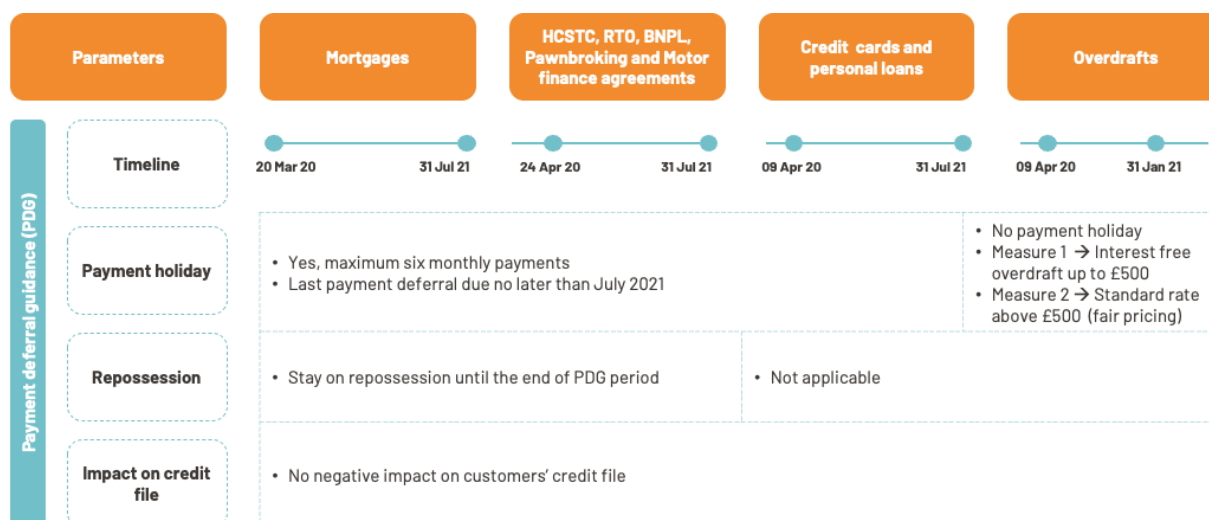 Parameters
Mortgages
HCSTC, RTO, BNPL,
Pawnbroking and Motor
finance agreements
Credit cards and
personal loans
Overdrafts
Payment deferral guidance (PDG)
Timeline
20 Mar 20
31 Jul 21
24 Apr 20
31 Jul 21
09 Apr 20
31 Jul 21
09 Apr 20
31 Jan 21
Payment holiday
• Yes, maximum six monthly payments
• Last payment deferral due no later than July 2021
• No payment holiday
• Measure 1 → Interest free
overdraft up to £500
• Measure 2 → Standard rate
above £500 (fair pricing)
Repossession
• Stay on repossession until the end of PDG period
• Not applicable
Impact on credit
file
• No negative impact on customers’ credit file